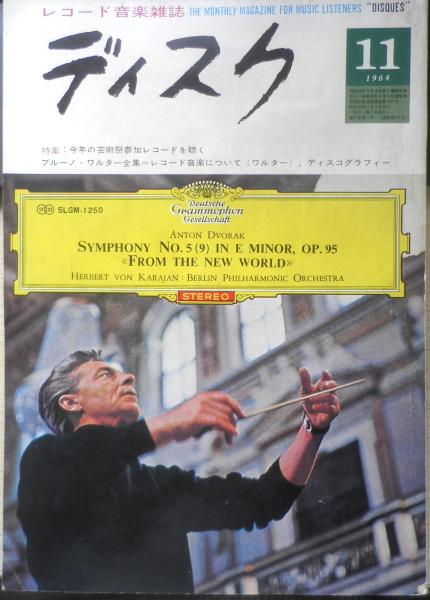 レコード音楽雑誌 THE MONTHLY MAGAZINE FOR MUSIC LISTENERS "DISQUES"
ディスク
11
1964
特集:今年の芸術祭参加レコードを聴く
ブルーノ・ワルター全集=レコード音楽について〈ワルター〉, ディスコグラフィー
SLGM-1250
Deutsche
Grammophon
Gesellschaft
ANTON DVORAK
SYMPHONY NO. 5 (9) IN E MINOR, OP. 95
«FROM THE NEW WORLD»
HERBERT VON KARAJAN : BERLIN PHILHARMONIC ORCHESTRA
STEREO